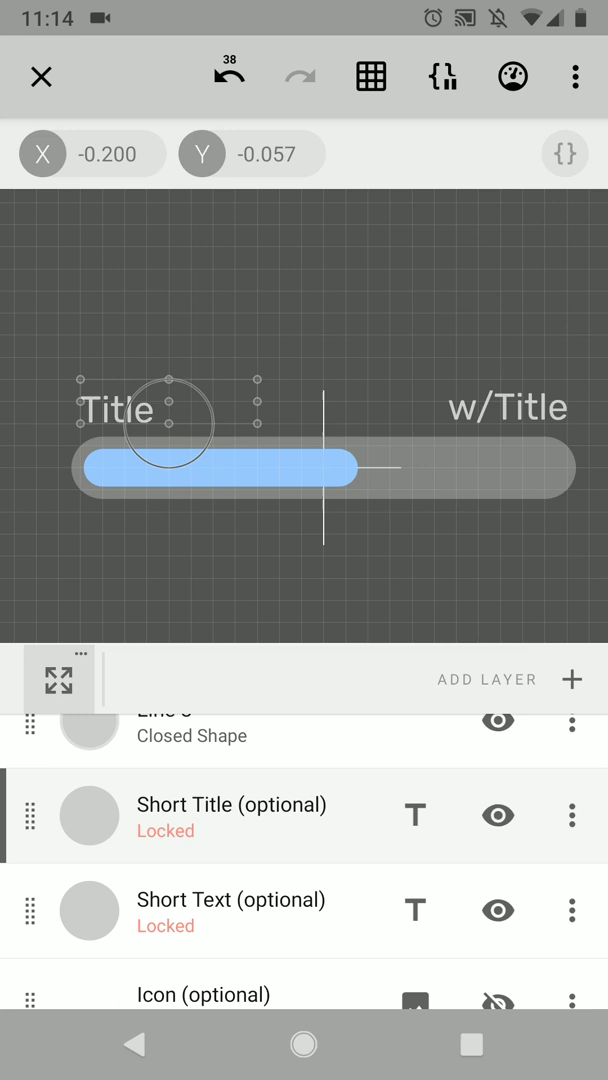 11:14
38
X -0.200 Y -0.057 {}
Title w/Title
ADD LAYER +
Closed Shape
Short Title (optional)
Locked
Short Text (optional)
Locked
Icon (optional)